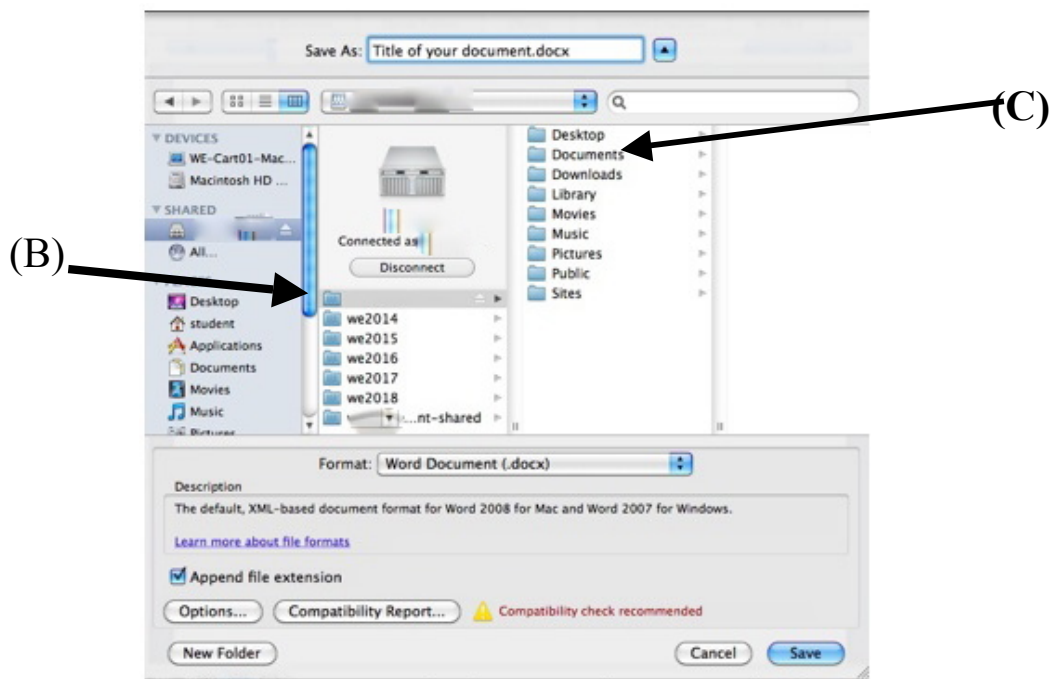 Save As: Title of your document.docx
(C)
DEVICES
WE-Cart01-Mac...
Macintosh HD ...
SHARED
All...
(B)
Desktop
student
Applications
Documents
Movies
Music
Pictures
Connected as
Disconnect
we2014
we2015
we2016
we2017
we2018
...nt-shared
Desktop
Documents
Downloads
Library
Movies
Music
Pictures
Public
Sites
Format: Word Document (.docx)
Description
The default, XML-based document format for Word 2008 for Mac and Word 2007 for Windows.
Learn more about file formats
Append file extension
Options... Compatibility Report... Compatibility check recommended
New Folder Cancel Save